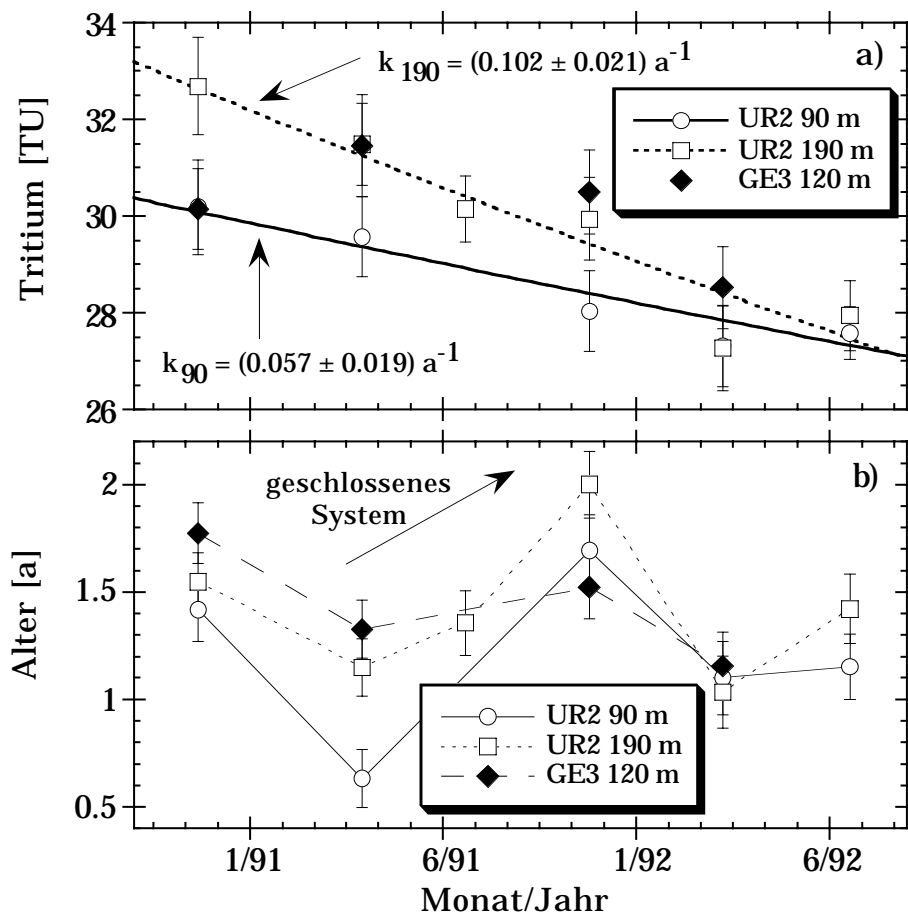 34
32
30
28
26
Tritium [TU]
a)
k190 = (0.102 ± 0.021) a-1
UR2 90 m
UR2 190 m
GE3 120 m
k90 = (0.057 ± 0.019) a-1
2
1.5
1
0.5
Alter [a]
b)
geschlossenes
System
UR2 90 m
UR2 190 m
GE3 120 m
1/91
6/91
1/92
6/92
Monat/Jahr